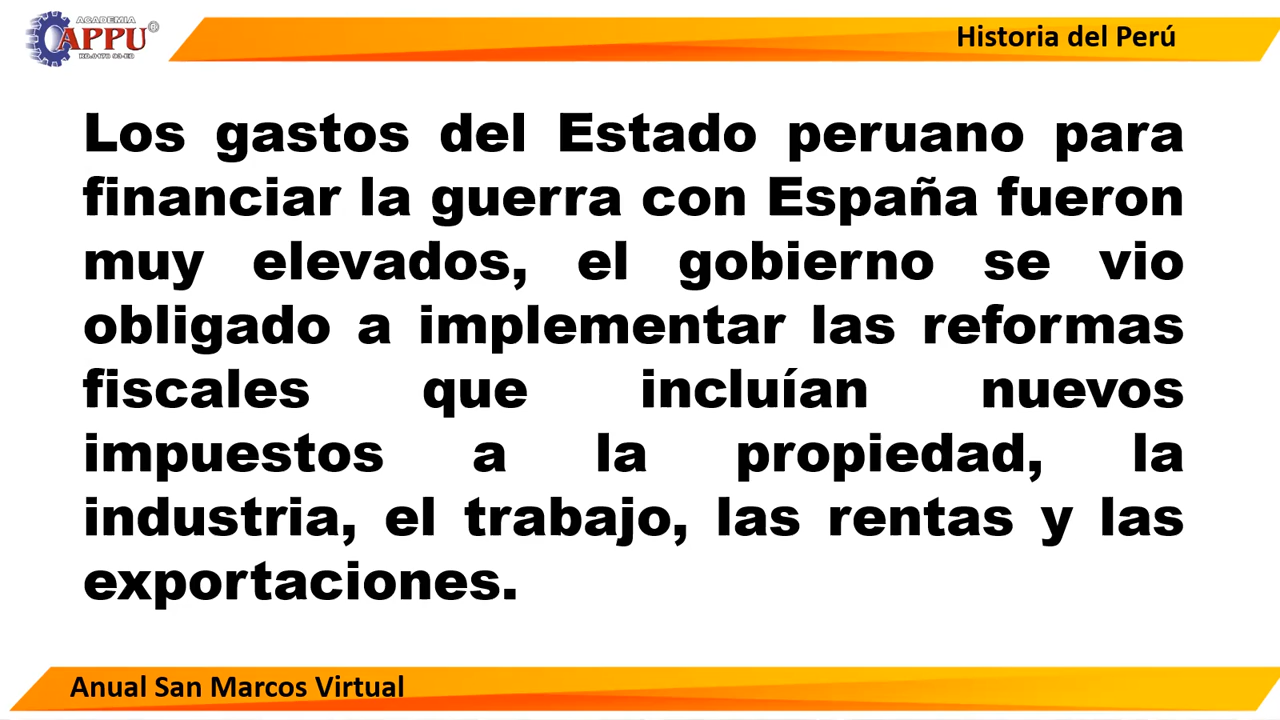 ACADEMIA
APPU®
Historia del Perú
Los gastos del Estado peruano para
financiar la guerra con España fueron
muy elevados, el gobierno se vio
obligado a implementar las reformas
fiscales que incluían nuevos
impuestos a la propiedad, la
industria, el trabajo, las rentas y las
exportaciones.
Anual San Marcos Virtual